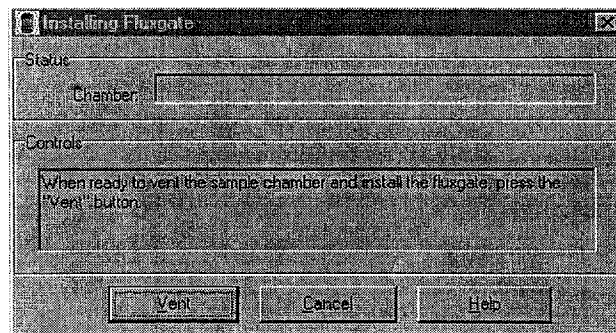 Installing Fluxgate
Status
Chamber:
Controls
When ready to vent the sample chamber and install the fluxgate, press the
"Vent" button.
Vent
Cancel
Help